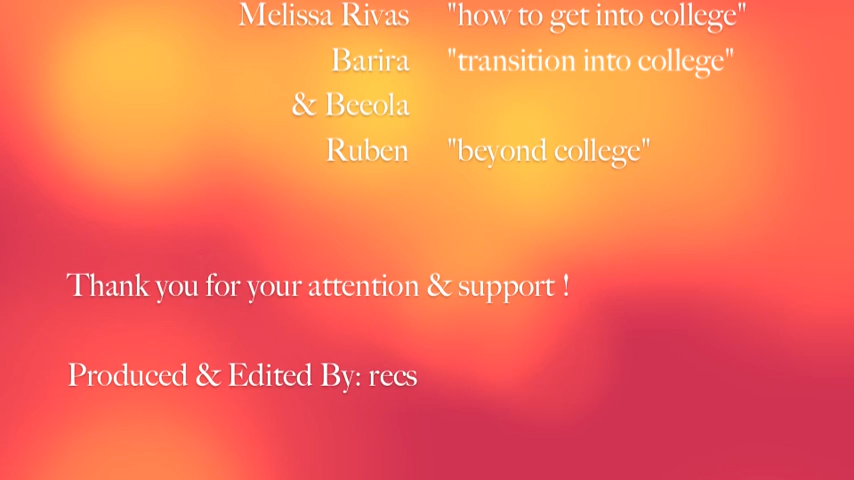 Melissa Rivas "how to get into college"
Barira "transition into college"
& Beeola
Ruben "beyond college"
Thank you for your attention & support !
Produced & Edited By: recs